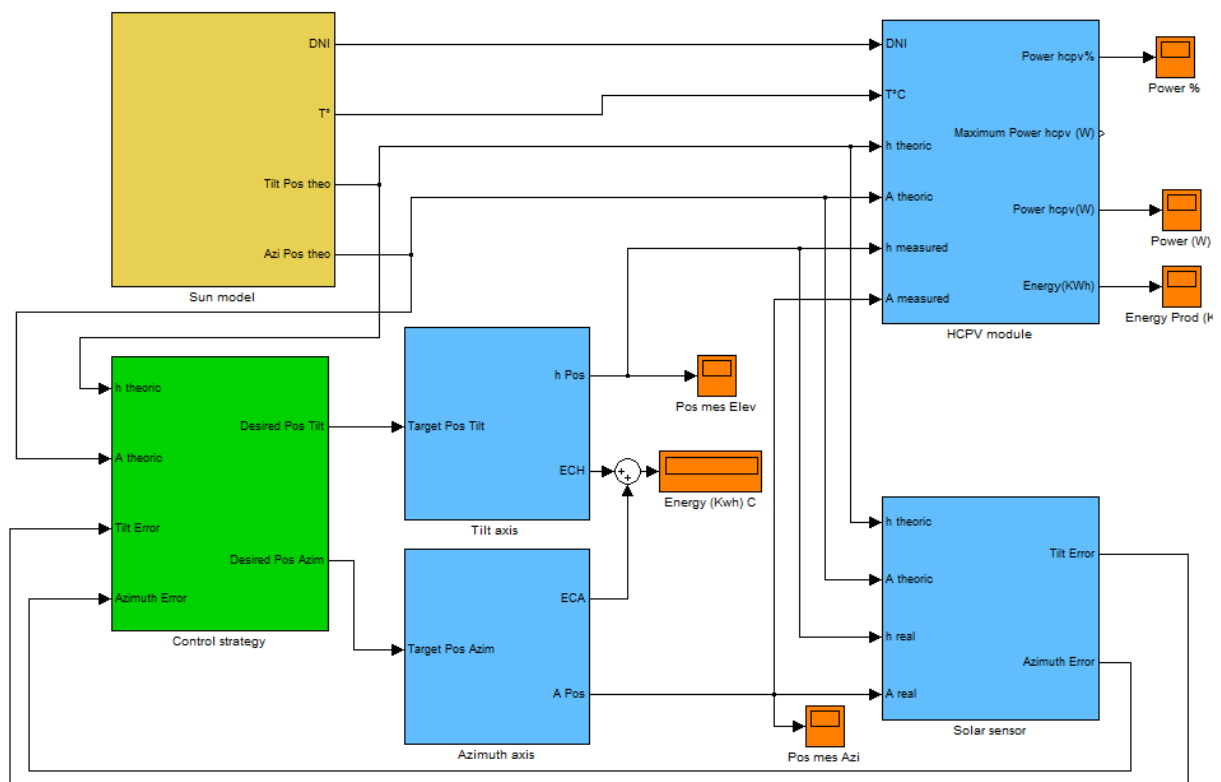 DNI
T°
Tilt Pos theo
Azi Pos theo
Sun model
DNI
T°C
h theoric
A theoric
h measured
A measured
Power hcpv%
Maximum Power hcpv (W)
Power hcpv(W)
Energy(KWh)
HCPV module
Power %
Power (W)
Energy Prod (K
h theoric
A theoric
Tilt Error
Azimuth Error
Desired Pos Tilt
Desired Pos Azim
Control strategy
Target Pos Tilt
h Pos
ECH
Tilt axis
Pos mes Elev
+
+
Energy (Kwh) C
Target Pos Azim
ECA
A Pos
Azimuth axis
Pos mes Azi
h theoric
A theoric
h real
A real
Tilt Error
Azimuth Error
Solar sensor